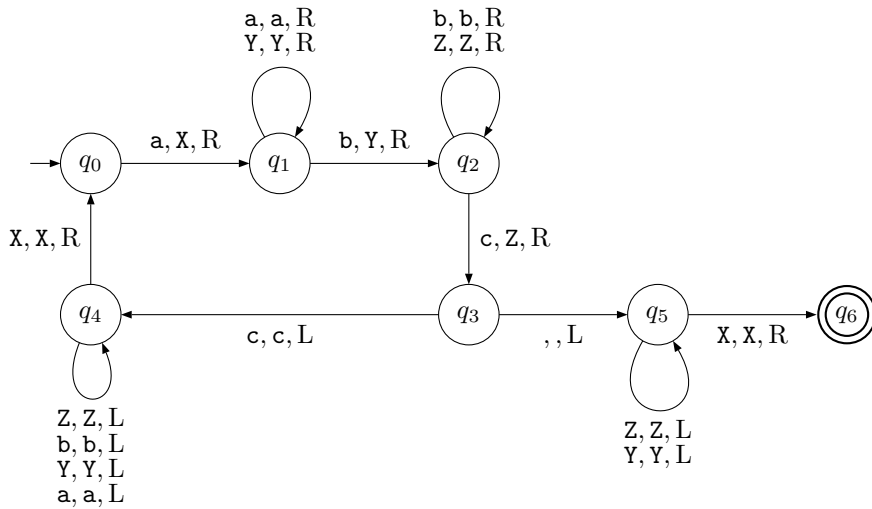 a, a, R
Y, Y, R
b, b, R
Z, Z, R
q0 a, X, R q1 b, Y, R q2
X, X, R
c, Z, R
q4 c, c, L q3 , , L q5 X, X, R q6
Z, Z, L
b, b, L
Y, Y, L
a, a, L
Z, Z, L
Y, Y, L